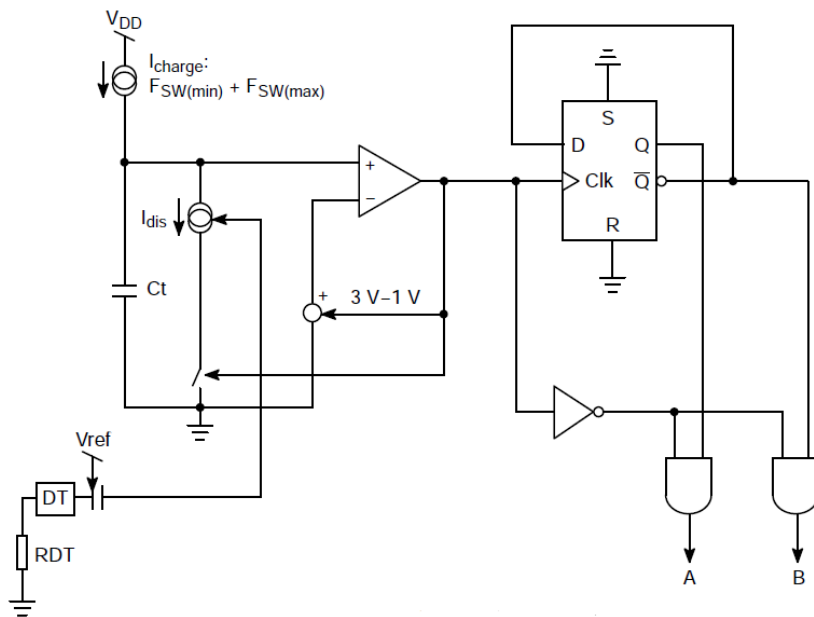 VDD
Icharge:
FSW(min) + FSW(max)
S
D
Q
Clk
Q̅
R
+
−
Idis
Ct
+
3 V−1 V
Vref
DT
RDT
A
B